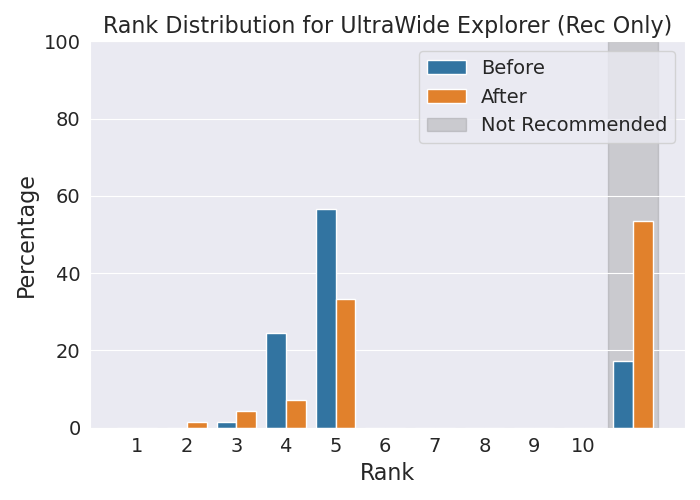 Rank Distribution for UltraWide Explorer (Rec Only)
100
80
60
40
20
0
Percentage
Before
After
Not Recommended
1 2 3 4 5 6 7 8 9 10
Rank